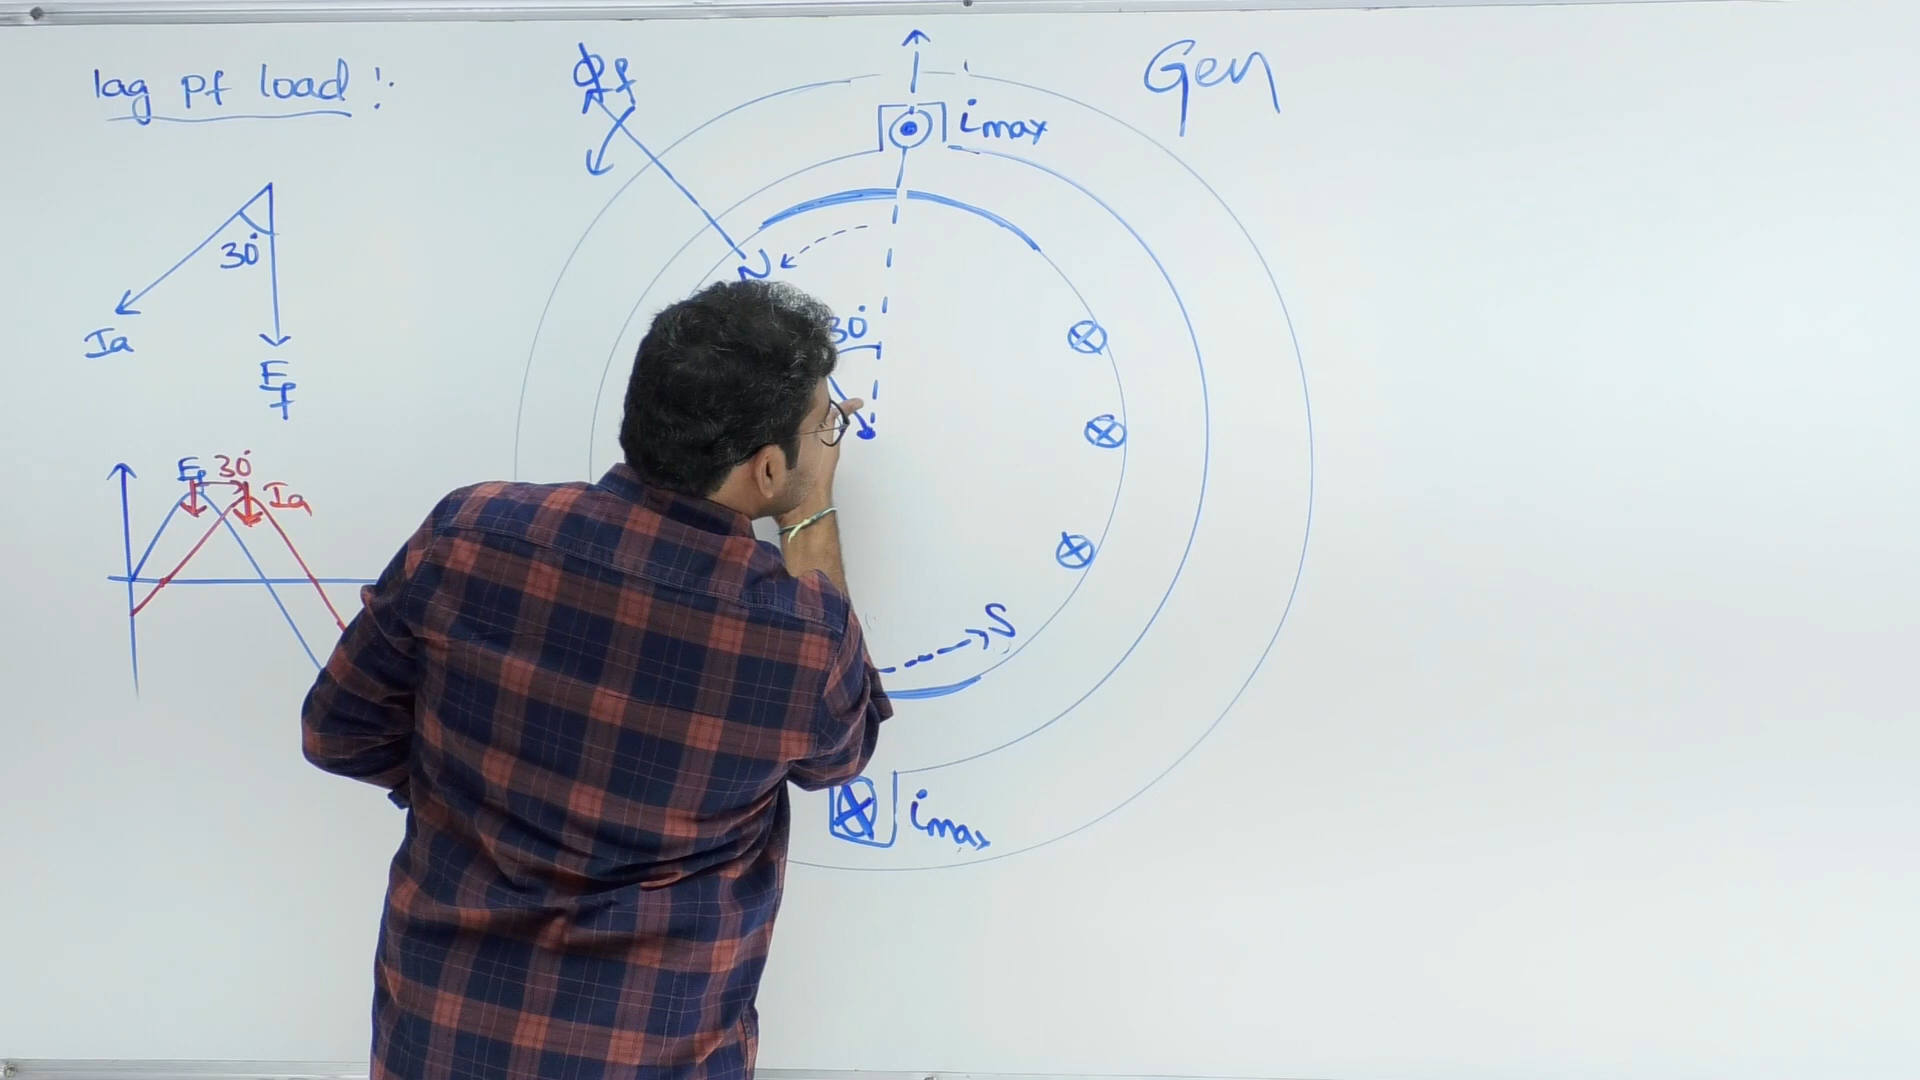 lag pf load :-
Φf
Gen
imax
30°
Ia
Ef
N
30°
Ef 30° Ia
S
imax